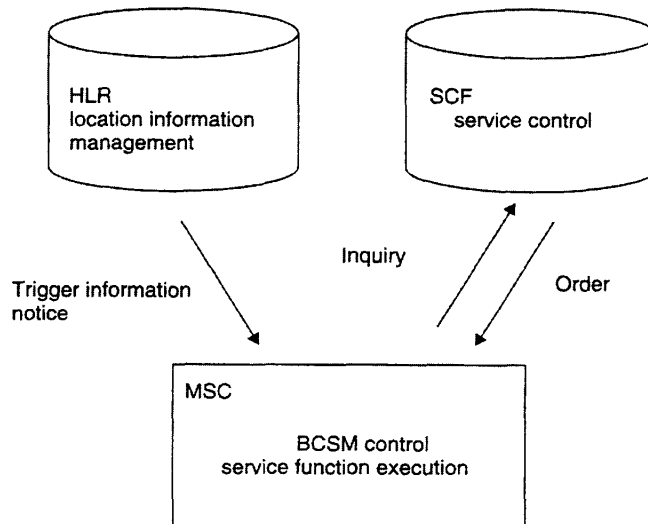 HLR
location information
management
SCF
service control
Inquiry
Order
Trigger information
notice
MSC
BCSM control
service function execution